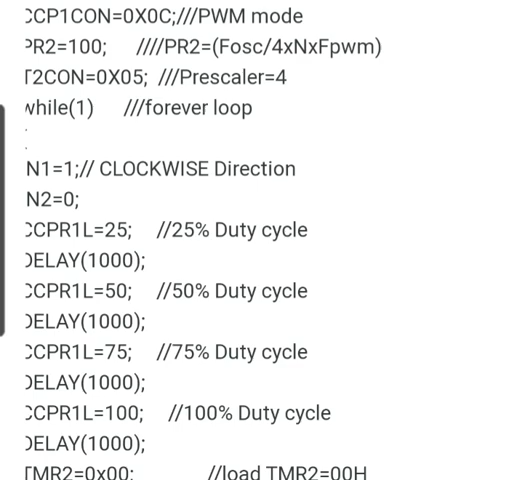 CCP1CON=0X0C;///PWM mode
PR2=100; ////PR2=(Fosc/4xNxFpwm)
T2CON=0X05; ///Prescaler=4
while(1) ///forever loop
N1=1;// CLOCKWISE Direction
N2=0;
CCPR1L=25; //25% Duty cycle
DELAY(1000);
CCPR1L=50; //50% Duty cycle
DELAY(1000);
CCPR1L=75; //75% Duty cycle
DELAY(1000);
CCPR1L=100; //100% Duty cycle
DELAY(1000);
TMR2=0x00; //load TMR2=00H